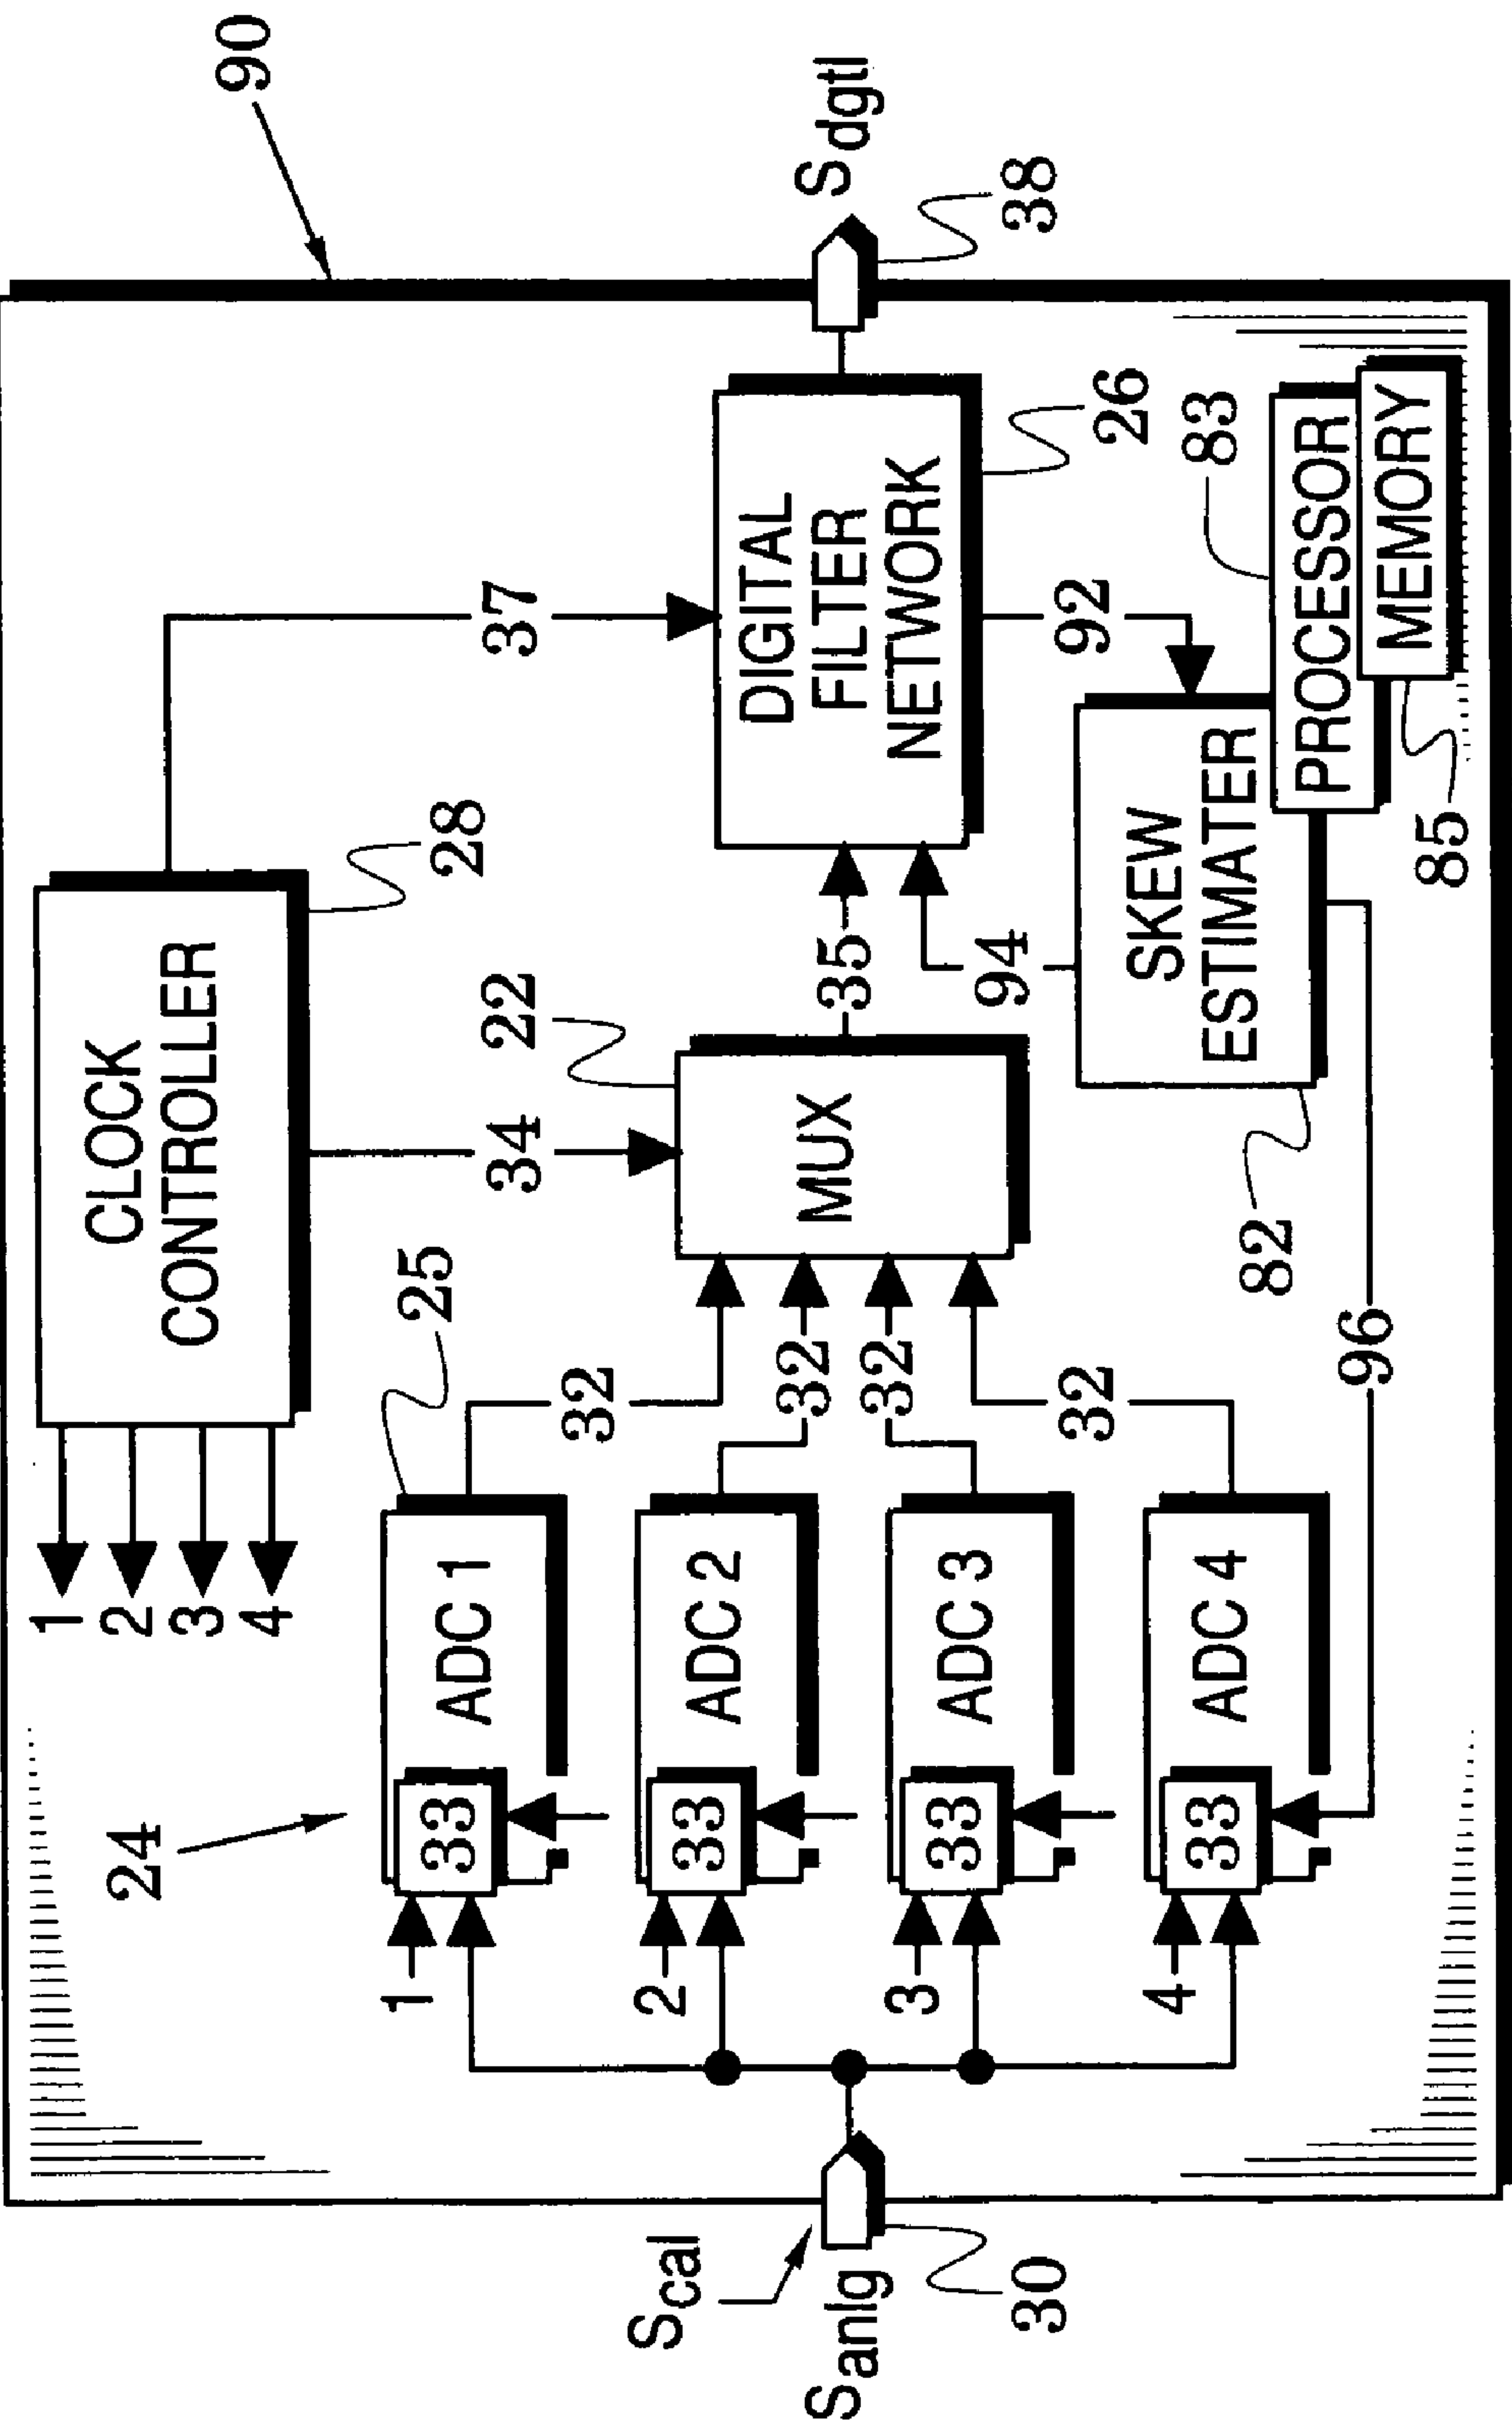 90
CLOCK
CONTROLLER
28
1
2
3
4
37
24
25
34
22
ADC 1
33
1
32
ADC 2
33
2
32
ADC 3
33
3
32
ADC 4
33
4
32
MUX
35
DIGITAL
FILTER
NETWORK
26
Scal
Sanlg
30
Sdgtl
38
94
92
SKEW
ESTIMATER
82
PROCESSOR
83
MEMORY
85
96